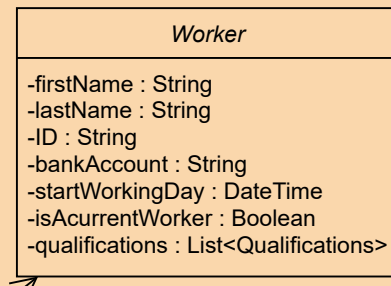 Worker
-firstName : String
-lastName : String
-ID : String
-bankAccount : String
-startWorkingDay : DateTime
-isAcurrentWorker : Boolean
-qualifications : List<Qualifications>